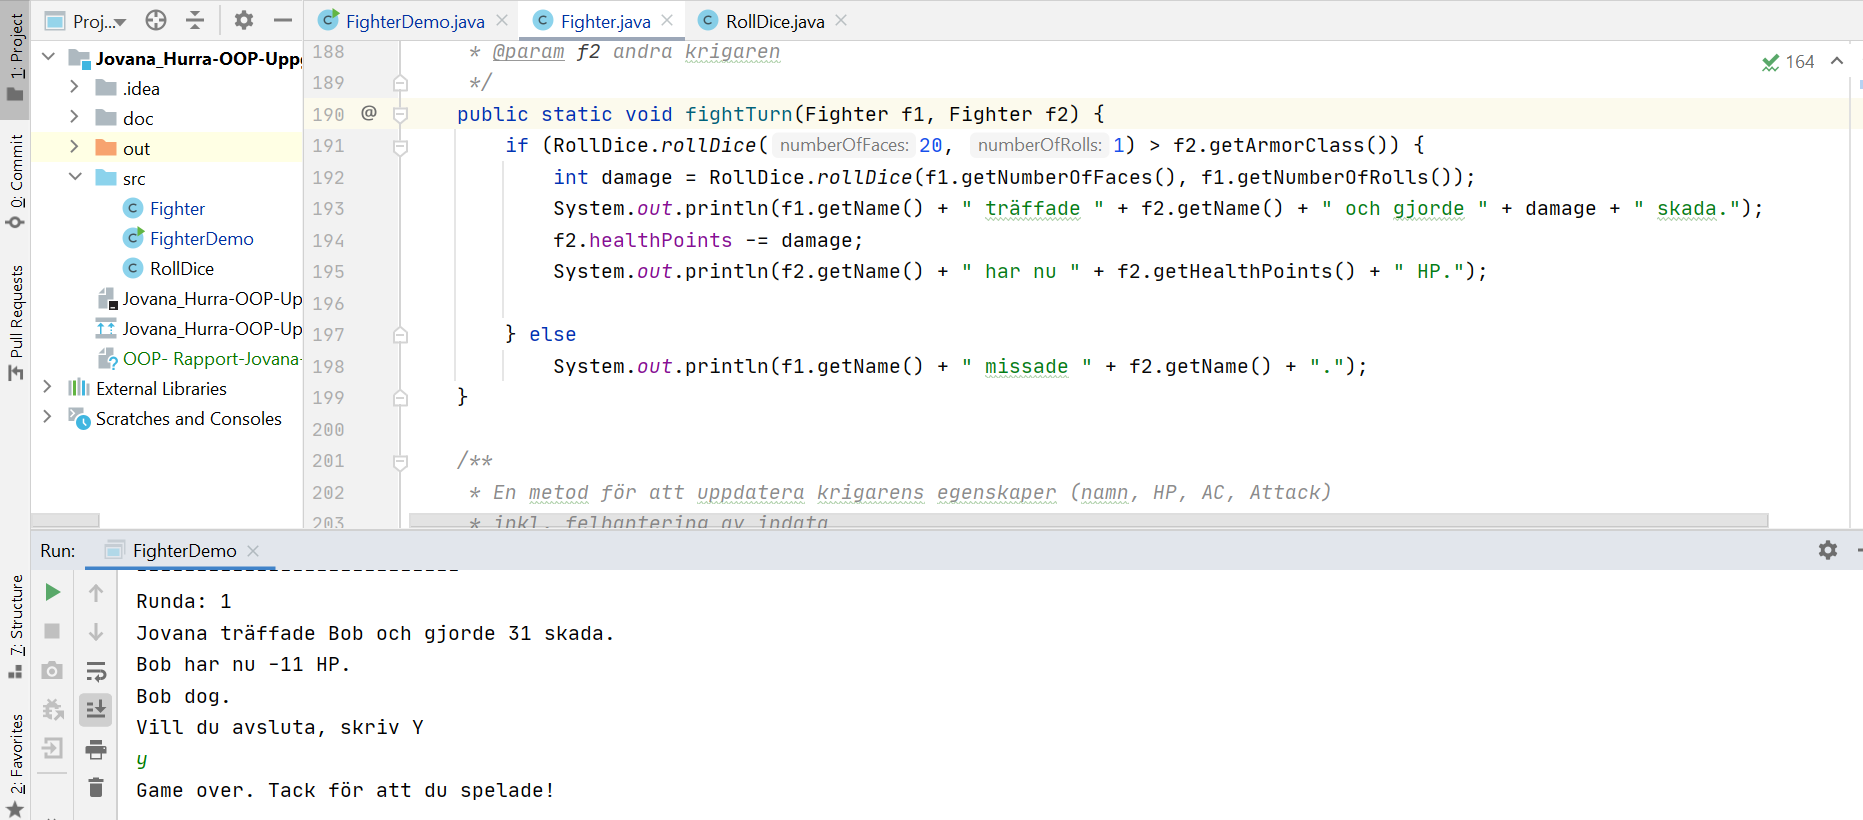 1: Project
0: Commit
Pull Requests
7: Structure
2: Favorites
Proj...
Jovana_Hurra-OOP-Uppg
.idea
doc
out
src
Fighter
FighterDemo
RollDice
Jovana_Hurra-OOP-Up
Jovana_Hurra-OOP-Upp
OOP- Rapport-Jovana-
External Libraries
Scratches and Consoles
FighterDemo.java Fighter.java RollDice.java
164
188 * @param f2 andra krigaren
189 */
190 @ public static void fightTurn(Fighter f1, Fighter f2) {
191 if (RollDice.rollDice( numberOfFaces: 20, numberOfRolls: 1) > f2.getArmorClass()) {
192 int damage = RollDice.rollDice(f1.getNumberOfFaces(), f1.getNumberOfRolls());
193 System.out.println(f1.getName() + " träffade " + f2.getName() + " och gjorde " + damage + " skada.");
194 f2.healthPoints -= damage;
195 System.out.println(f2.getName() + " har nu " + f2.getHealthPoints() + " HP.");
196
197 } else
198 System.out.println(f1.getName() + " missade " + f2.getName() + ".");
199 }
200
201 /**
202 * En metod för att uppdatera krigarens egenskaper (namn, HP, AC, Attack)
203 * inkl. felhantering av indata
Run: FighterDemo
Runda: 1
Jovana träffade Bob och gjorde 31 skada.
Bob har nu -11 HP.
Bob dog.
Vill du avsluta, skriv Y
y
Game over. Tack för att du spelade!